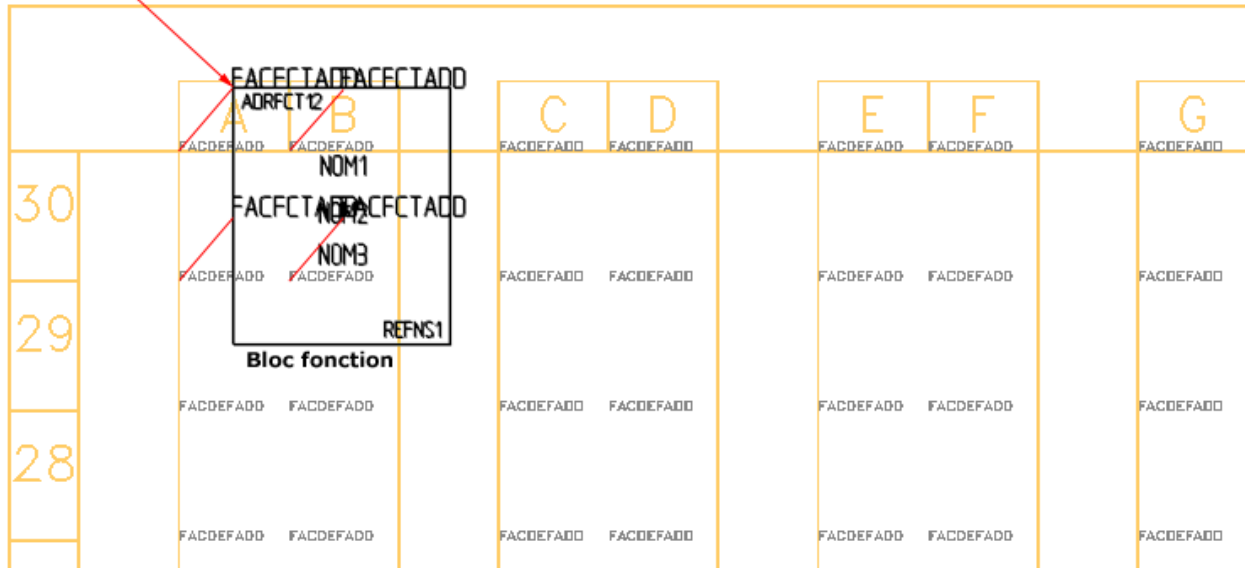 FACFCTADD FACFCTADD
ADRFCT12
A B C D E F G
FACDEFADD FACDEFADD FACDEFADD FACDEFADD FACDEFADD FACDEFADD FACDEFADD
NOM1
30
FACFCTADD FACFCTADD
NOM2
NOM3
FACDEFADD FACDEFADD FACDEFADD FACDEFADD FACDEFADD FACDEFADD FACDEFADD
29
REFNS1
Bloc fonction
FACDEFADD FACDEFADD FACDEFADD FACDEFADD FACDEFADD FACDEFADD FACDEFADD
28
FACDEFADD FACDEFADD FACDEFADD FACDEFADD FACDEFADD FACDEFADD FACDEFADD